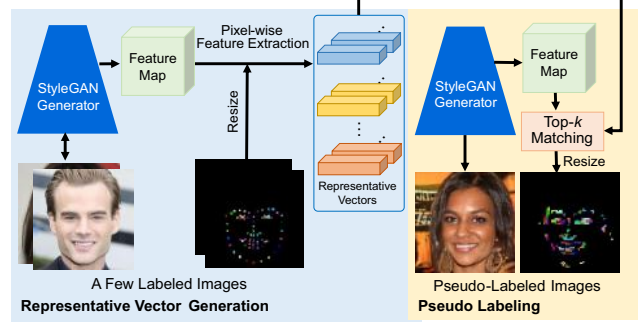 StyleGAN
Generator
Feature
Map
Pixel-wise
Feature Extraction
Resize
Representative
Vectors
A Few Labeled Images
Representative Vector Generation
StyleGAN
Generator
Feature
Map
Top-k
Matching
Resize
Pseudo-Labeled Images
Pseudo Labeling